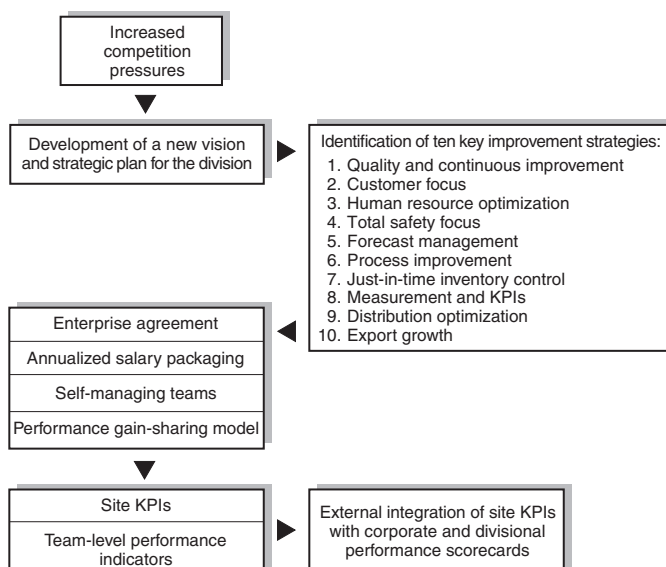 Increased
competition
pressures
Development of a new vision
and strategic plan for the division
Identification of ten key improvement strategies:
1. Quality and continuous improvement
2. Customer focus
3. Human resource optimization
4. Total safety focus
5. Forecast management
6. Process improvement
7. Just-in-time inventory control
8. Measurement and KPIs
9. Distribution optimization
10. Export growth
Enterprise agreement
Annualized salary packaging
Self-managing teams
Performance gain-sharing model
Site KPIs
Team-level performance
indicators
External integration of site KPIs
with corporate and divisional
performance scorecards